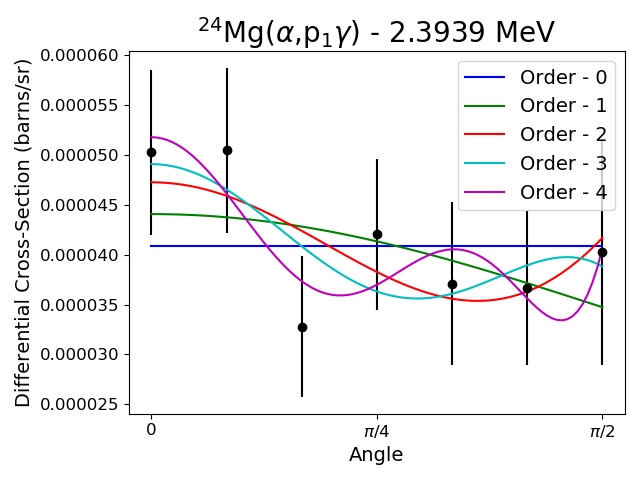 ²⁴Mg(α,p₁γ) - 2.3939 MeV
Differential Cross-Section (barns/sr)
0.000060
0.000055
0.000050
0.000045
0.000040
0.000035
0.000030
0.000025
Order - 0
Order - 1
Order - 2
Order - 3
Order - 4
0
π/4
π/2
Angle